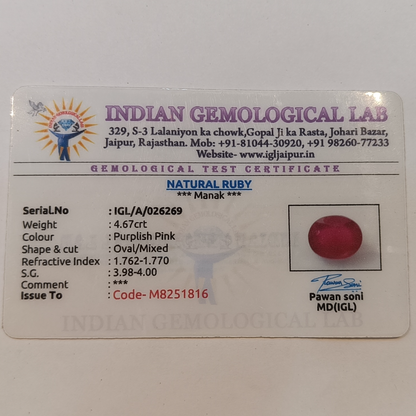 INDIAN GEMOLOGICAL LAB
329, S-3 Lalaniyon ka chowk,Gopal Ji ka Rasta, Johari Bazar,
Jaipur, Rajasthan. Mob: +91-81044-30920, +91 98260-77233
Website- www.igljaipur.in
GEMOLOGICAL TEST CERTIFICATE
NATURAL RUBY
*** Manak ***
Serial.No : IGL/A/026269
Weight : 4.67crt
Colour : Purplish Pink
Shape & cut : Oval/Mixed
Refractive Index : 1.762-1.770
S.G. : 3.98-4.00
Comment : ***
Issue To : Code- M8251816
Pawan Soni
Pawan soni
MD(IGL)
INDIAN GEMOLOGICAL LAB